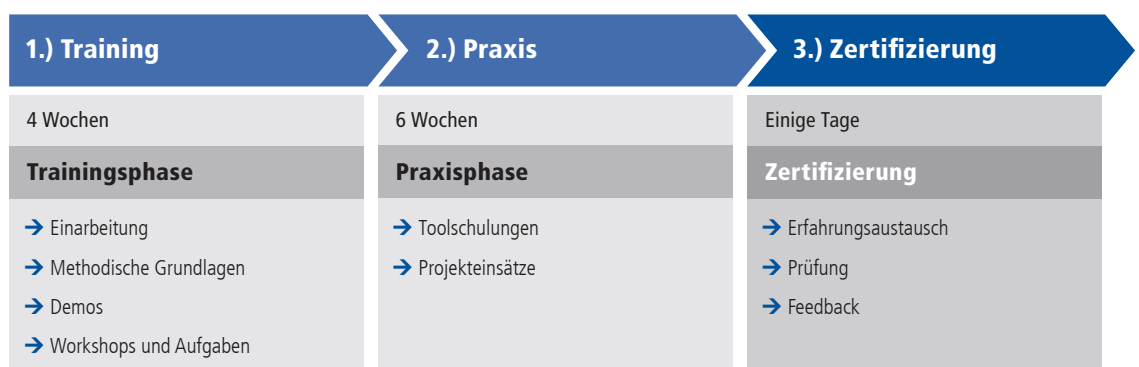 1.) Training
2.) Praxis
3.) Zertifizierung
4 Wochen
Trainingsphase
→ Einarbeitung
→ Methodische Grundlagen
→ Demos
→ Workshops und Aufgaben
6 Wochen
Praxisphase
→ Toolschulungen
→ Projekteinsätze
Einige Tage
Zertifizierung
→ Erfahrungsaustausch
→ Prüfung
→ Feedback